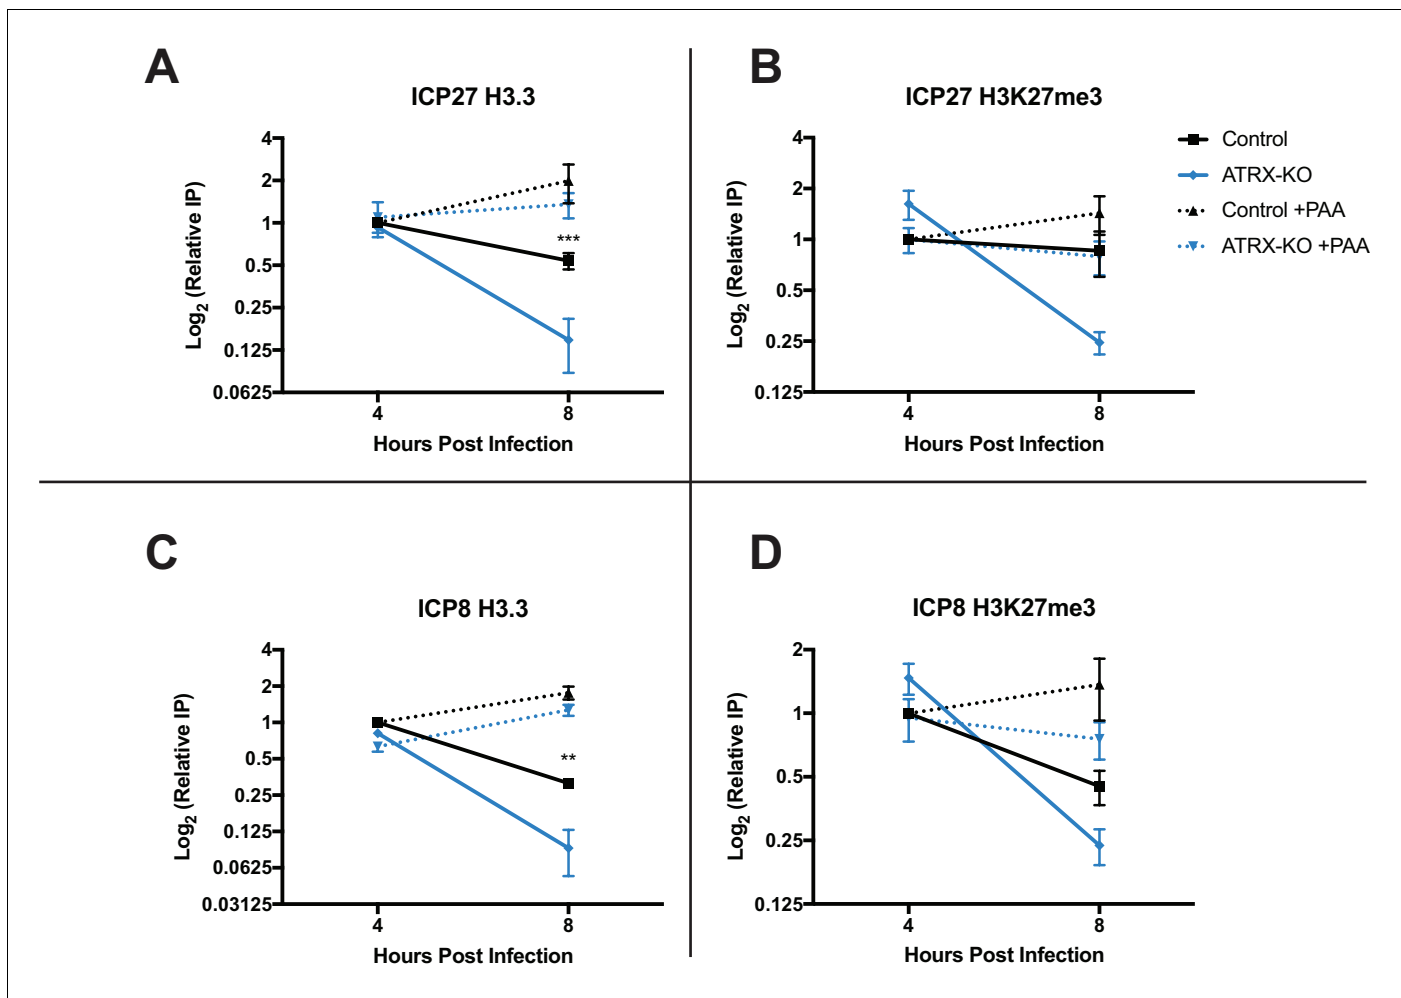 A
ICP27 H3.3
Log2 (Relative IP)
4
2
1
0.5
0.25
0.125
0.0625
***
4 8
Hours Post Infection
B
ICP27 H3K27me3
Log2 (Relative IP)
4
2
1
0.5
0.25
0.125
4 8
Hours Post Infection
Control
ATRX-KO
Control +PAA
ATRX-KO +PAA
C
ICP8 H3.3
Log2 (Relative IP)
4
2
1
0.5
0.25
0.125
0.0625
0.03125
**
4 8
Hours Post Infection
D
ICP8 H3K27me3
Log2 (Relative IP)
2
1
0.5
0.25
0.125
4 8
Hours Post Infection